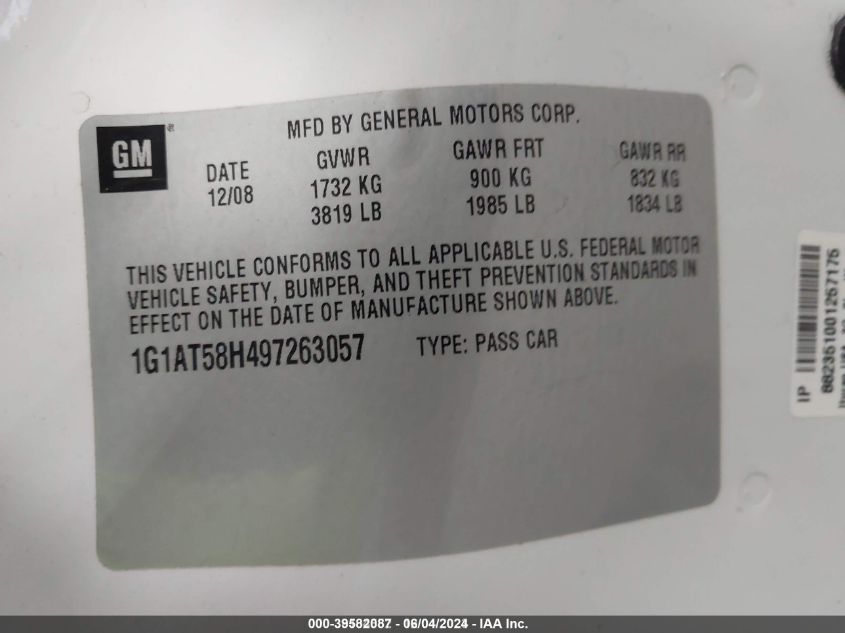 GM
MFD BY GENERAL MOTORS CORP.
DATE GVWR GAWR FRT GAWR RR
12/08 1732 KG 900 KG 832 KG
3819 LB 1985 LB 1834 LB
THIS VEHICLE CONFORMS TO ALL APPLICABLE U.S. FEDERAL MOTOR
VEHICLE SAFETY, BUMPER, AND THEFT PREVENTION STANDARDS IN
EFFECT ON THE DATE OF MANUFACTURE SHOWN ABOVE.
1G1AT58H497263057 TYPE: PASS CAR
IP
000-39582087 - 06/04/2024 - IAA Inc.